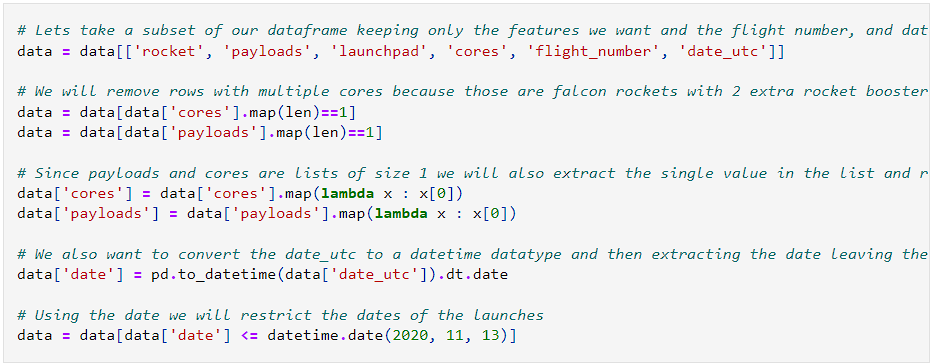 # Lets take a subset of our dataframe keeping only the features we want and the flight number, and dat
data = data[['rocket', 'payloads', 'launchpad', 'cores', 'flight_number', 'date_utc']]
# We will remove rows with multiple cores because those are falcon rockets with 2 extra rocket booster
data = data[data['cores'].map(len)==1]
data = data[data['payloads'].map(len)==1]
# Since payloads and cores are lists of size 1 we will also extract the single value in the list and r
data['cores'] = data['cores'].map(lambda x : x[0])
data['payloads'] = data['payloads'].map(lambda x : x[0])
# We also want to convert the date_utc to a datetime datatype and then extracting the date leaving the
data['date'] = pd.to_datetime(data['date_utc']).dt.date
# Using the date we will restrict the dates of the launches
data = data[data['date'] <= datetime.date(2020, 11, 13)]